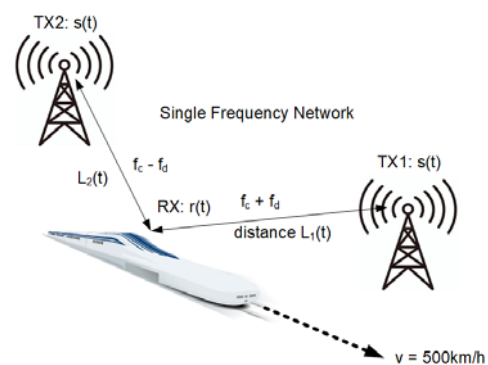 TX2: s(t)
Single Frequency Network
TX1: s(t)
f_c - f_d
L_2(t)
RX: r(t)
f_c + f_d
distance L_1(t)
v = 500km/h